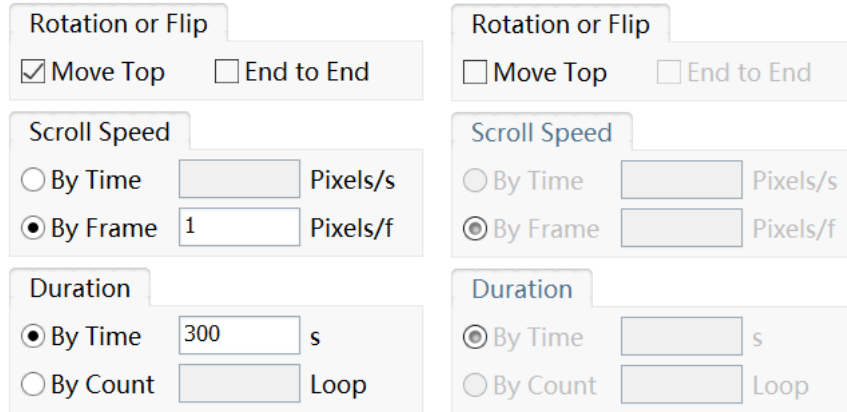 Rotation or Flip
Move Top End to End
Scroll Speed
By Time Pixels/s
By Frame 1 Pixels/f
Duration
By Time 300 s
By Count Loop
Rotation or Flip
Move Top End to End
Scroll Speed
By Time Pixels/s
By Frame Pixels/f
Duration
By Time s
By Count Loop